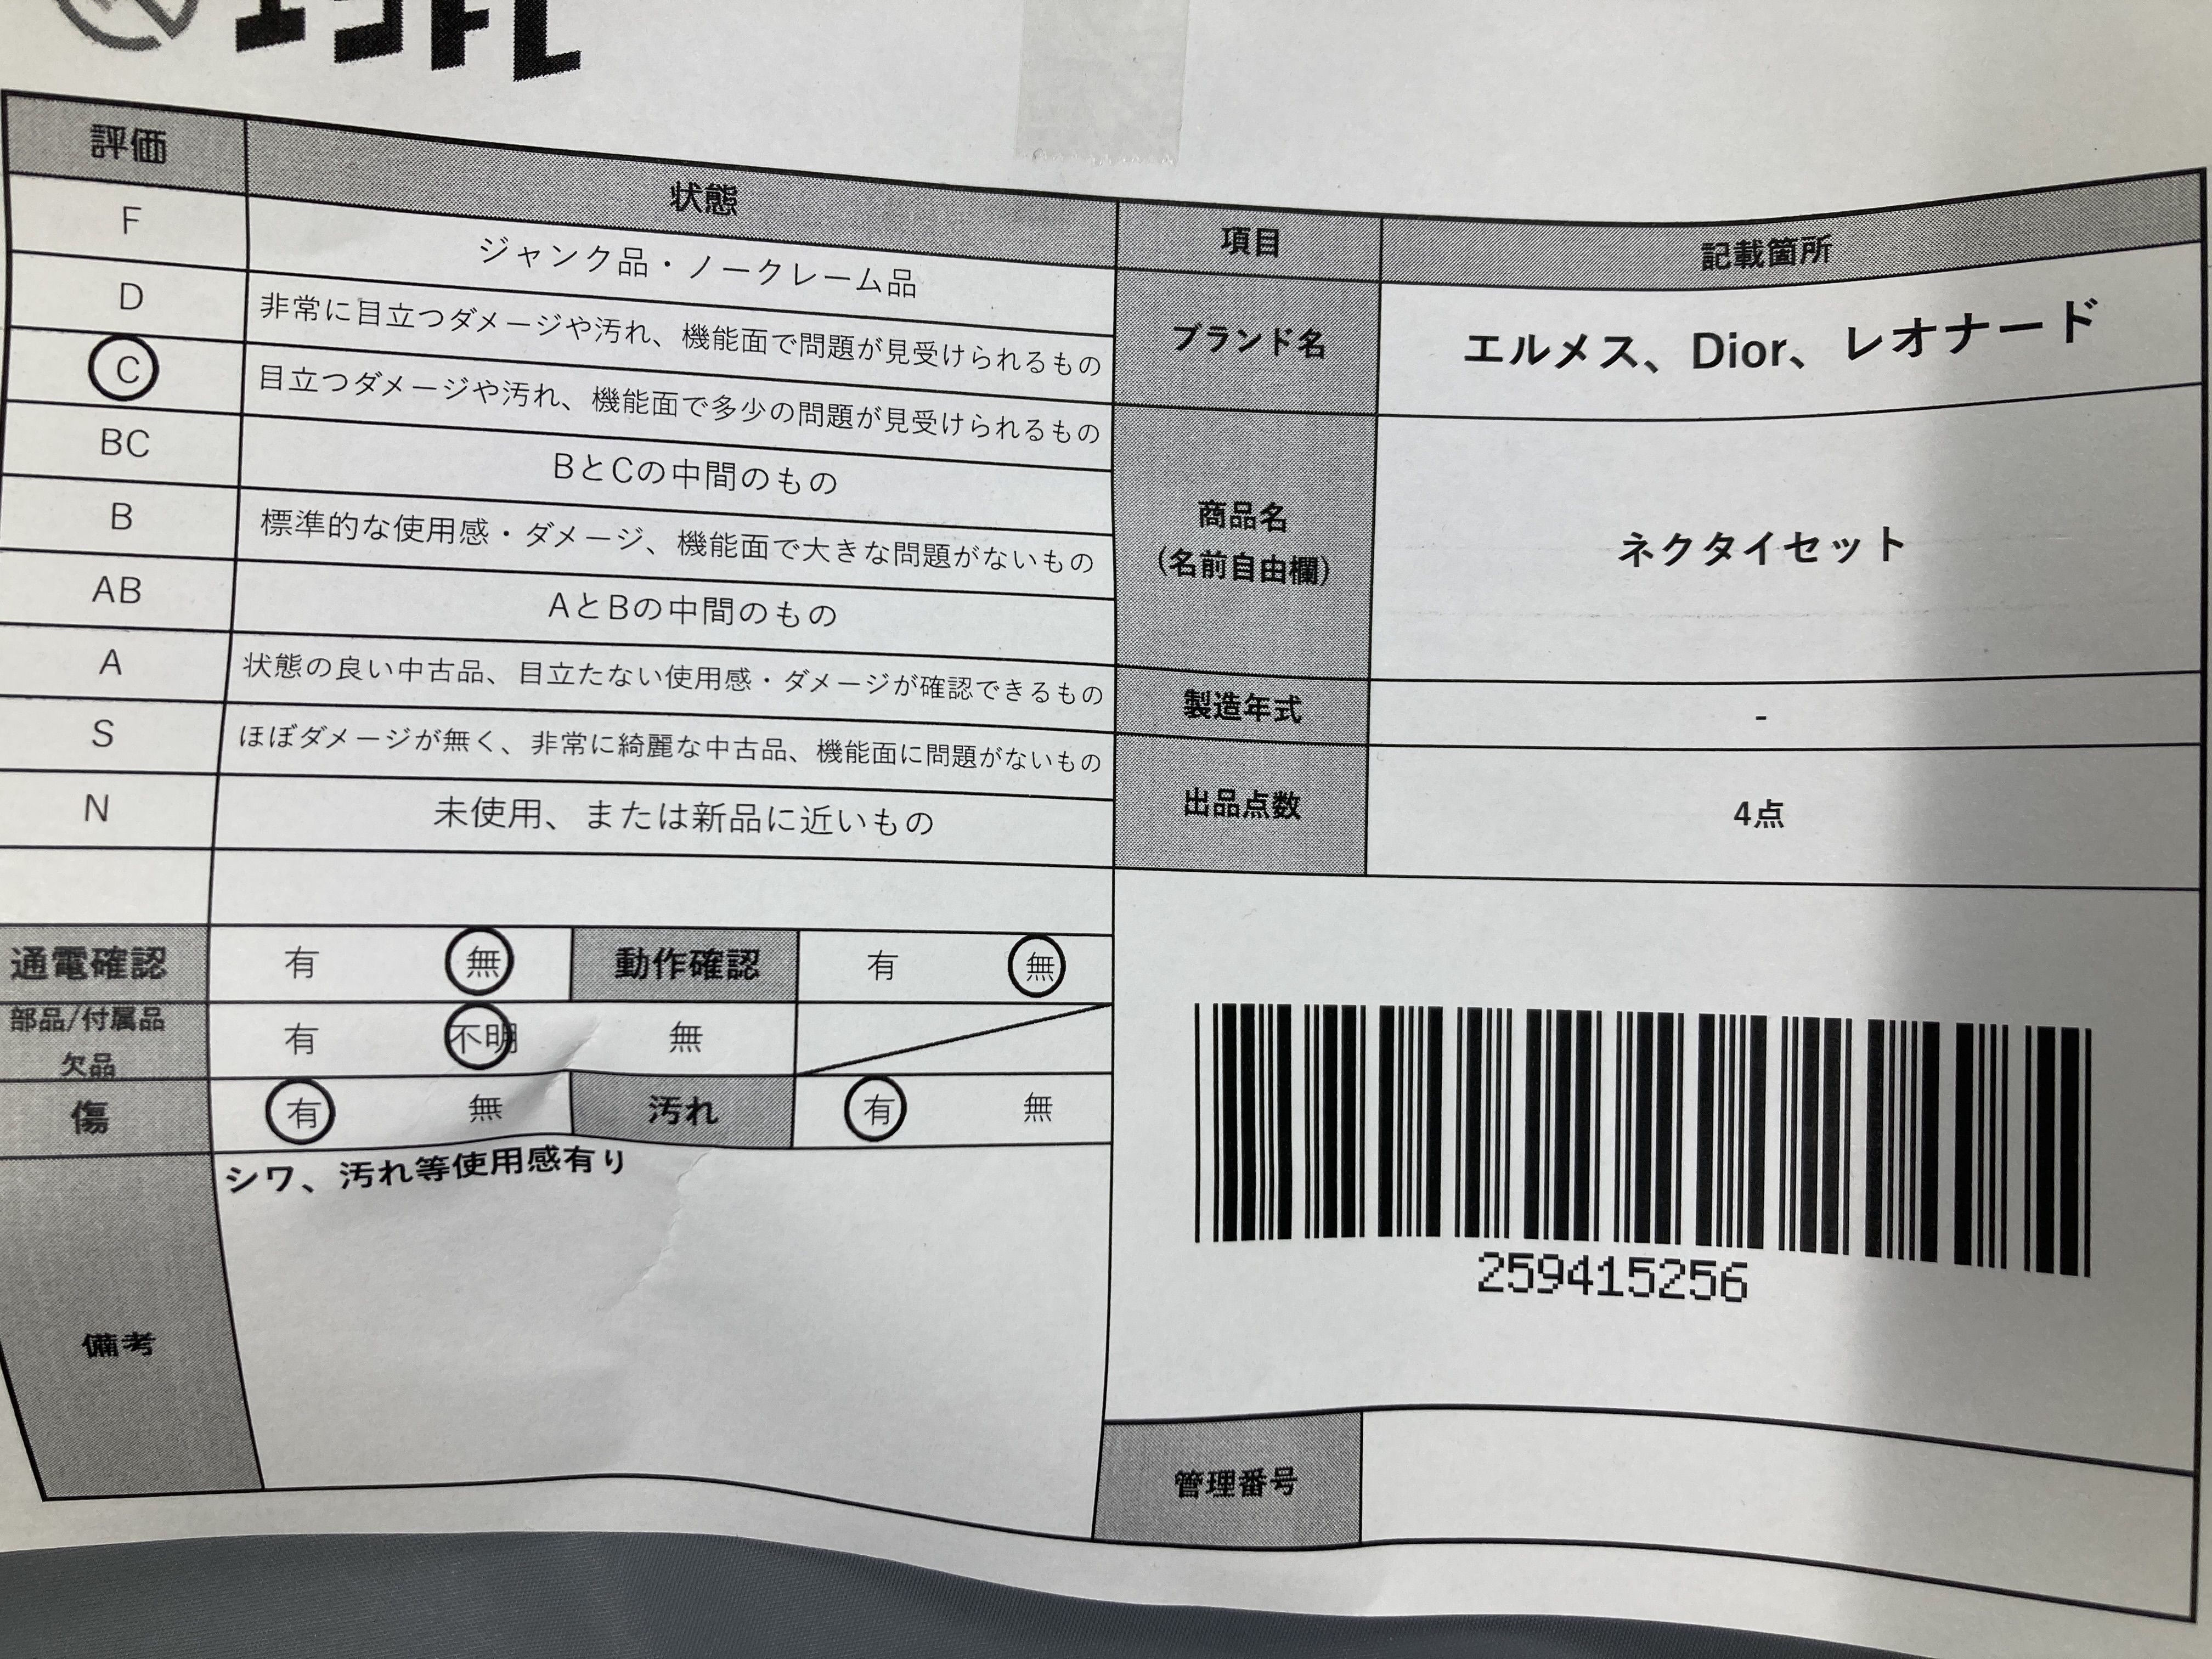 評価
状態
F
ジャンク品・ノークレーム品
D
非常に目立つダメージや汚れ、機能面で問題が見受けられるもの
C
目立つダメージや汚れ、機能面で多少の問題が見受けられるもの
BC
BとCの中間のもの
B
標準的な使用感・ダメージ、機能面で大きな問題がないもの
AB
AとBの中間のもの
A
状態の良い中古品、目立たない使用感・ダメージが確認できるもの
S
ほぼダメージが無く、非常に綺麗な中古品、機能面に問題がないもの
N
未使用、または新品に近いもの
通電確認
有 無
動作確認
有 無
部品/付属品
欠品
有 不明 無
傷
有 無
汚れ
有 無
備考
シワ、汚れ等使用感有り
項目
記載箇所
ブランド名
エルメス、Dior、レオナード
商品名
(名前自由欄)
ネクタイセット
製造年式
-
出品点数
4点
259415256
管理番号